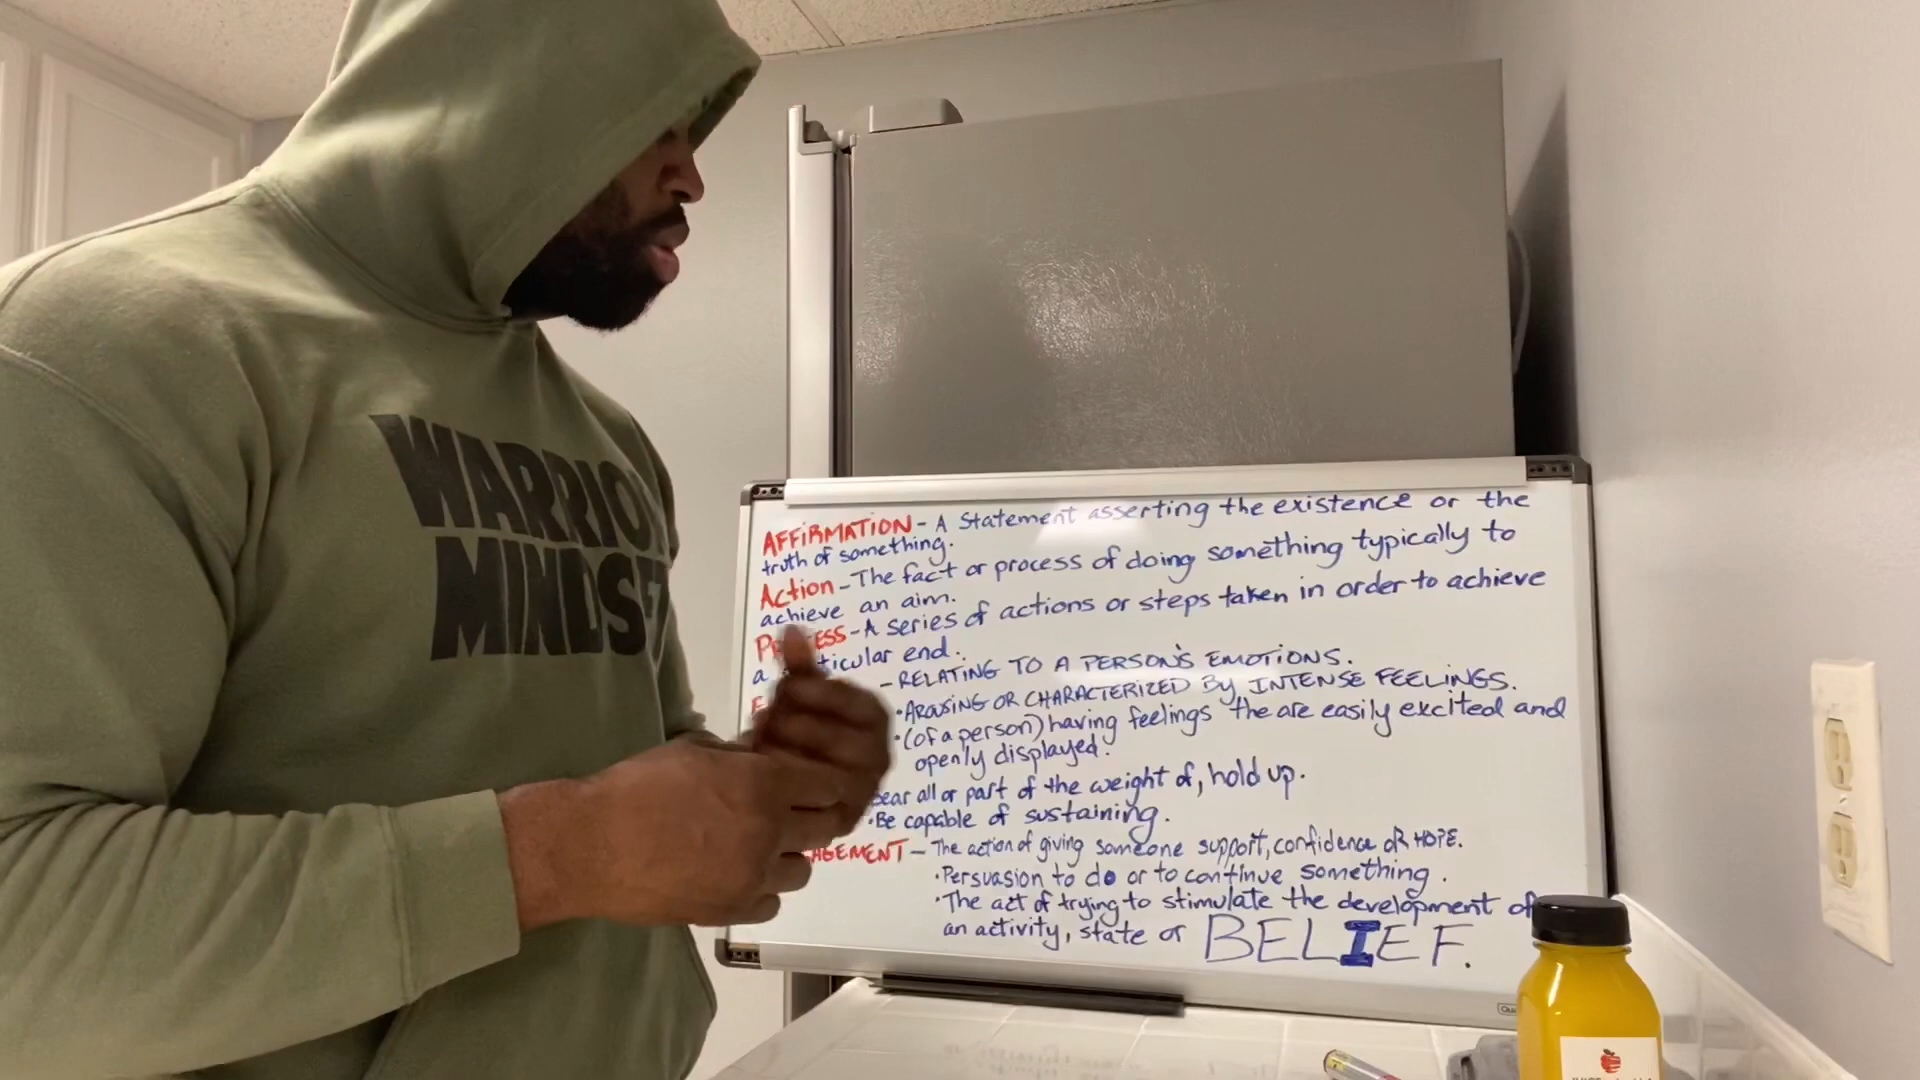 WARRIOR
MINDSET
AFFIRMATION - A Statement asserting the existence or the
truth of something.
Action - The fact or process of doing something typically to
achieve an aim.
- A series of actions or steps taken in order to achieve
a end.
- RELATING TO A PERSON'S EMOTIONS.
• AROUSING OR CHARACTERIZED BY INTENSE FEELINGS.
• (of a person) having feelings the are easily excited and
openly displayed.
Bear all or part of the weight of, hold up.
• Be capable of sustaining.
- The action of giving someone support, confidence or HOPE.
• Persuasion to do or to continue something.
• The act of trying to stimulate the development of
an activity, state or BELIEF.